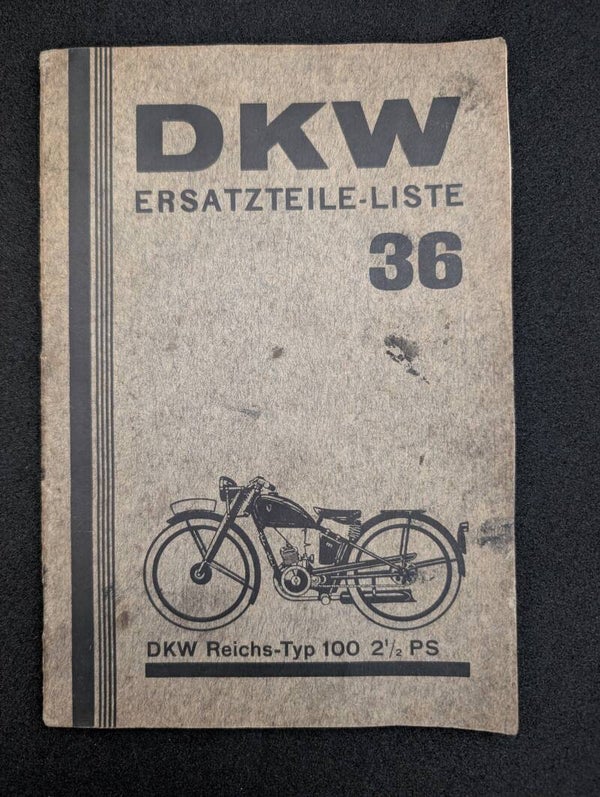 DKW
ERSATZTEILE-LISTE
36
DKW Reichs-Typ 100 2½ PS